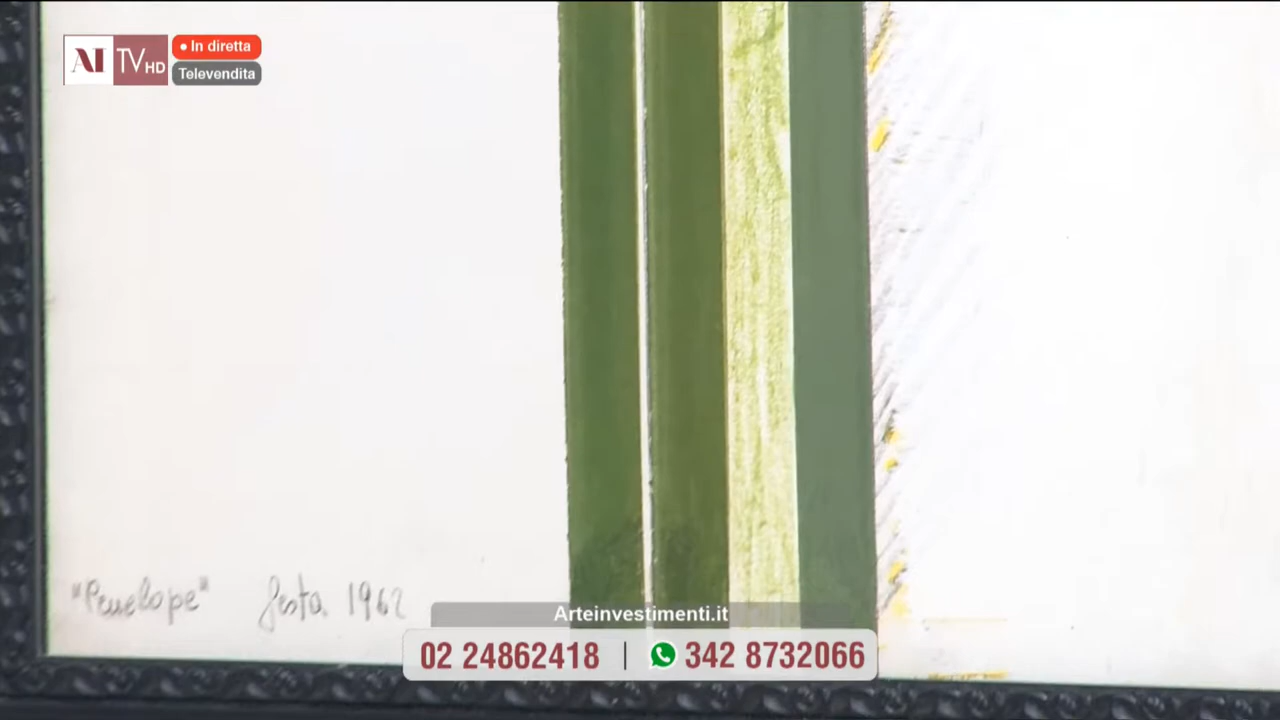 AI TV HD
• In diretta
Televendita
"Penelope" festa. 1962
Arteinvestimenti.it
02 24862418 | 342 8732066